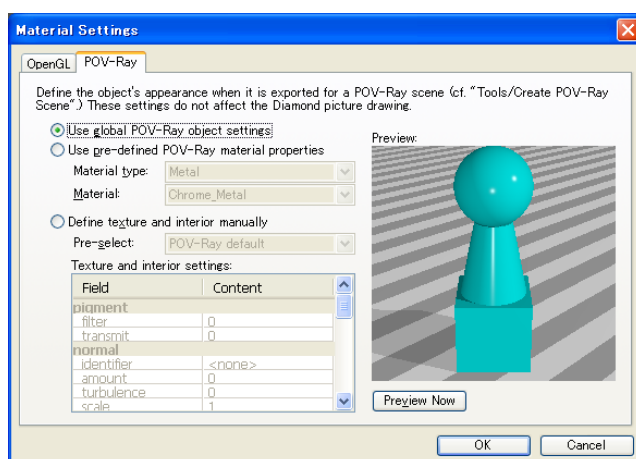 Material Settings
OpenGL POV-Ray
Define the object's appearance when it is exported for a POV-Ray scene (cf. "Tools/Create POV-Ray
Scene".) These settings do not affect the Diamond picture drawing.
Use global POV-Ray object settings
Preview:
Use pre-defined POV-Ray material properties
Material type: Metal
Material: Chrome_Metal
Define texture and interior manually
Pre-select: POV-Ray default
Texture and interior settings:
Field Content
pigment
filter 0
transmit 0
normal
identifier <none>
amount 0
turbulence 0
scale 1
Preview Now
OK Cancel